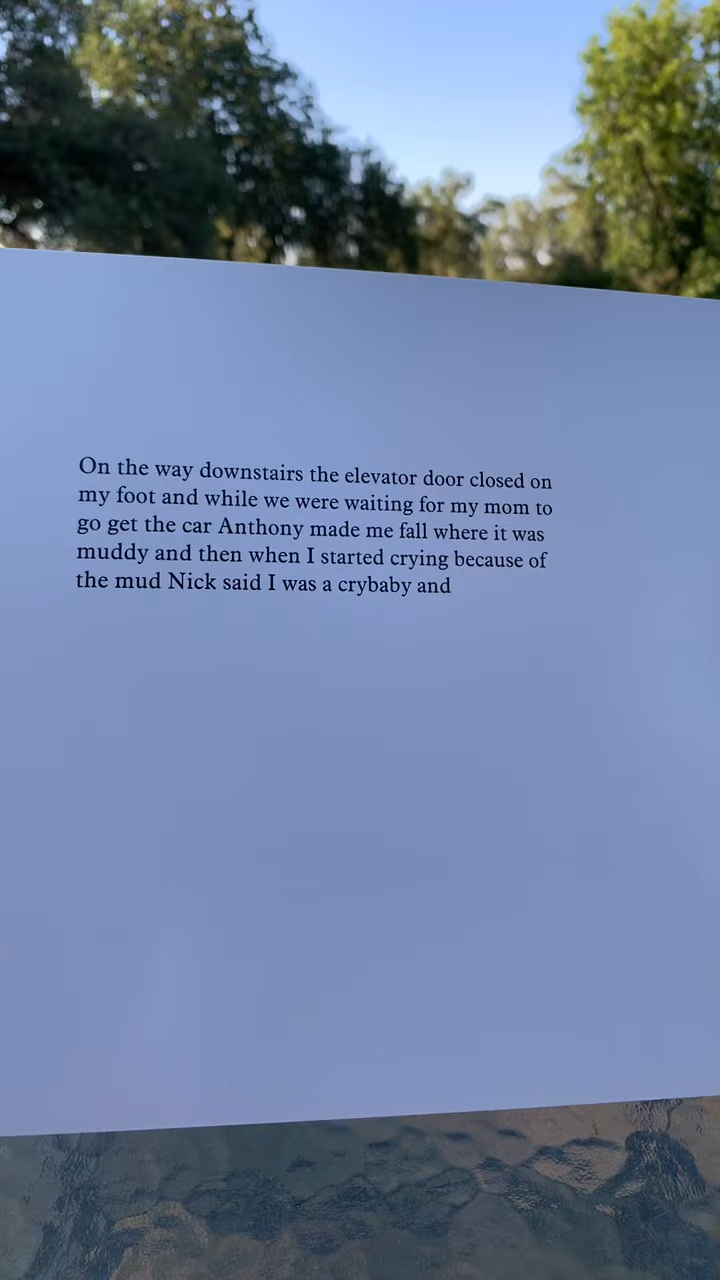 On the way downstairs the elevator door closed on
my foot and while we were waiting for my mom to
go get the car Anthony made me fall where it was
muddy and then when I started crying because of
the mud Nick said I was a crybaby and